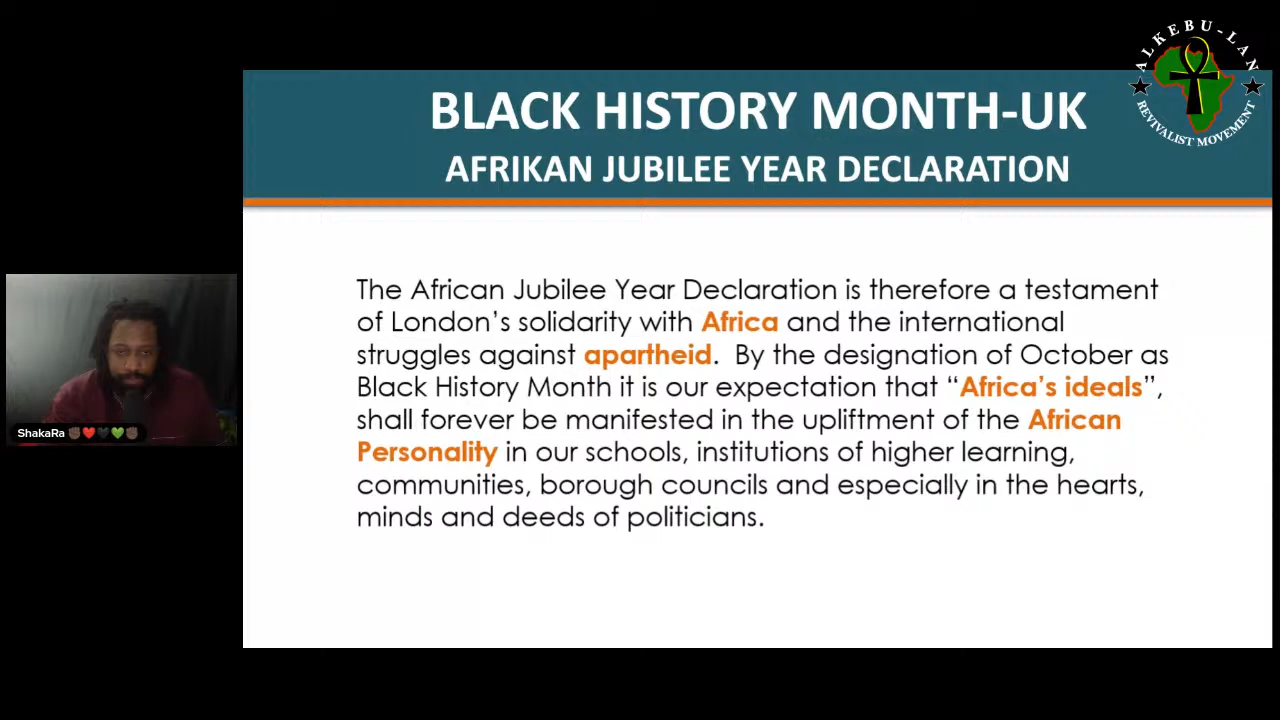 ALKEBU-LAN
REVIVALIST MOVEMENT
BLACK HISTORY MONTH-UK
AFRIKAN JUBILEE YEAR DECLARATION
The African Jubilee Year Declaration is therefore a testament
of London’s solidarity with Africa and the international
struggles against apartheid.  By the designation of October as
Black History Month it is our expectation that “Africa’s ideals”,
shall forever be manifested in the upliftment of the African
Personality in our schools, institutions of higher learning,
communities, borough councils and especially in the hearts,
minds and deeds of politicians.
ShakaRa ✊🏿❤️🖤💚✊🏿